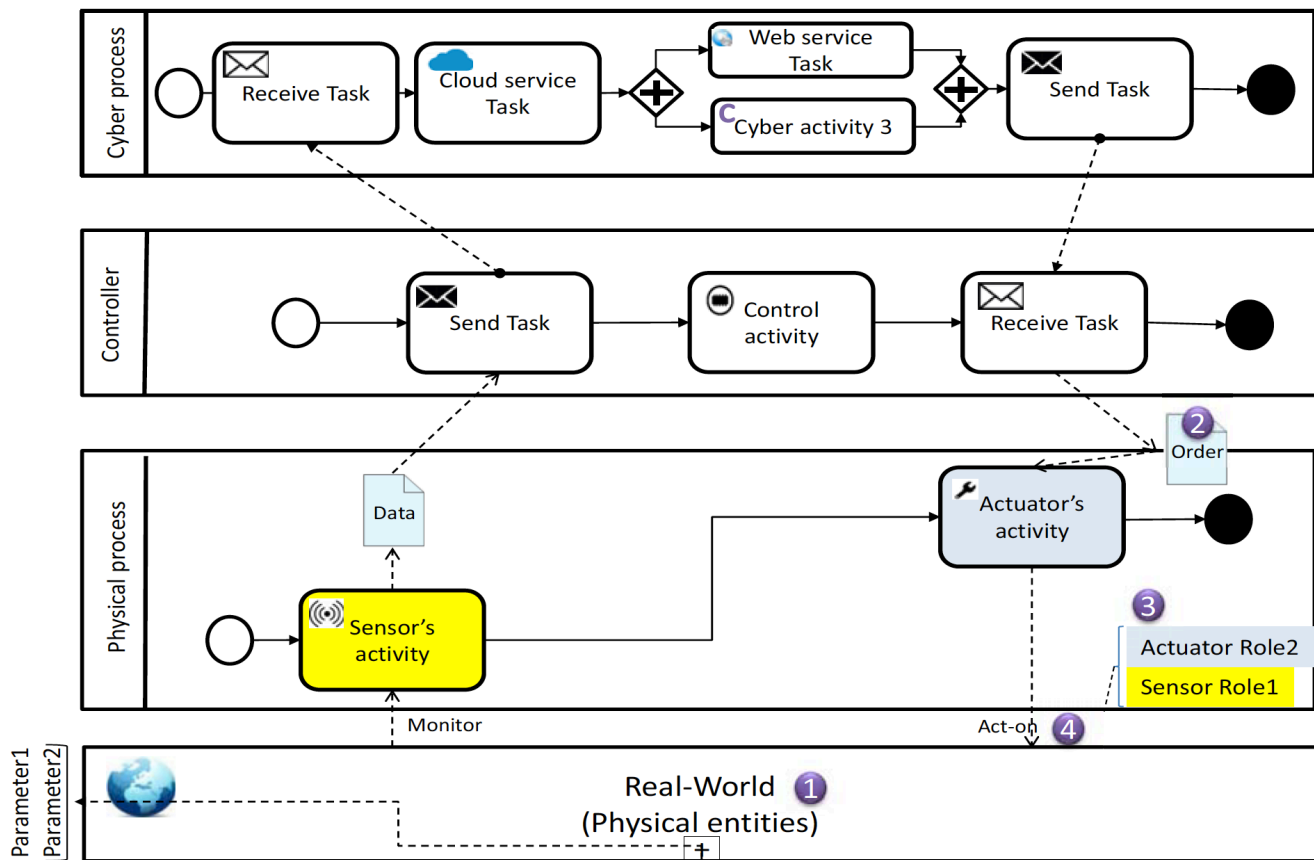 Cyber process
Receive Task
Cloud service
Task
Web service
Task
C
Cyber activity 3
Send Task
Controller
Send Task
Control
activity
Receive Task
Physical process
Data
Sensor's
activity
2
Order
Actuator's
activity
3
Actuator Role2
Sensor Role1
Monitor
Act-on
4
Parameter1
Parameter2
Real-World
1
(Physical entities)